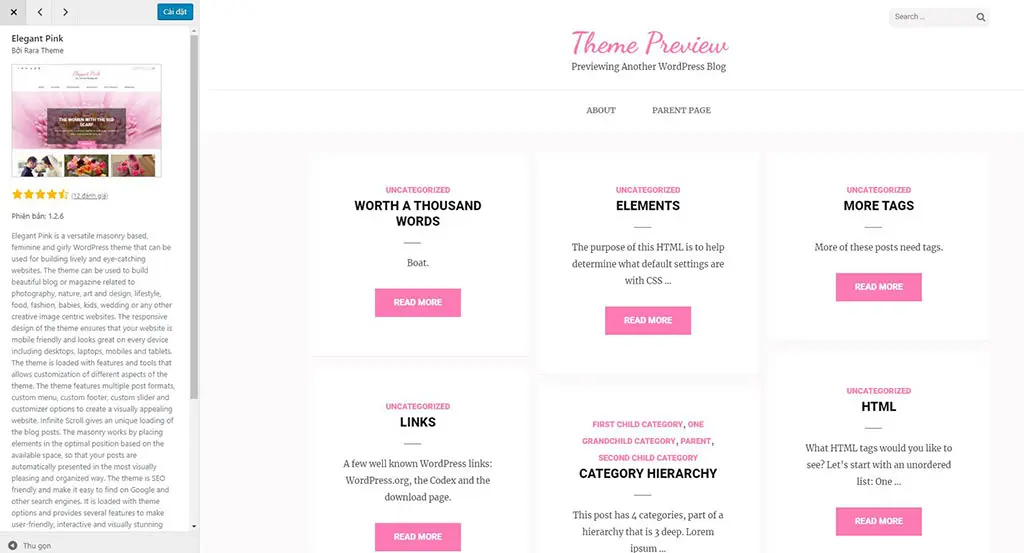 Cài đặt
Elegant Pink
Bởi Rara Theme
Elegant Pink
THE WOMEN WITH THE RED
SCARF
(12 đánh giá)
Phiên bản: 1.2.6
Elegant Pink is a versatile masonry based,
feminine and girly WordPress theme that can be
used for building lively and eye-catching
websites. The theme can be used to build
beautiful blog or magazine related to
photography, nature, art and design, lifestyle,
food, fashion, babies, kids, wedding or any other
creative image centric websites. The responsive
design of the theme ensures that your website is
mobile friendly and looks great on every device
including desktops, laptops, mobiles and tablets.
The theme is loaded with features and tools that
allows customization of different aspects of the
theme. The theme features multiple post formats,
custom menu, custom footer, custom slider and
customizer options to create a visually appealing
website. Infinite Scroll gives an unique loading of
the blog posts. The masonry works by placing
elements in the optimal position based on the
available space, so that your posts are
automatically presented in the most visually
pleasing and organized way. The theme is SEO
friendly and make it easy to find on Google and
other search engines. It is loaded with theme
options and provides several features to make
user-friendly, interactive and visually stunning
Thu gọn
Search …
Theme Preview
Previewing Another WordPress Blog
ABOUT PARENT PAGE
UNCATEGORIZED
WORTH A THOUSAND
WORDS
Boat.
READ MORE
UNCATEGORIZED
ELEMENTS
The purpose of this HTML is to help
determine what default settings are
with CSS …
READ MORE
UNCATEGORIZED
MORE TAGS
More of these posts need tags.
READ MORE
UNCATEGORIZED
LINKS
A few well known WordPress links:
WordPress.org, the Codex and the
download page.
READ MORE
FIRST CHILD CATEGORY, ONE
GRANDCHILD CATEGORY, PARENT,
SECOND CHILD CATEGORY
CATEGORY HIERARCHY
This post has 4 categories, part of a
hierarchy that is 3 deep. Lorem
ipsum …
UNCATEGORIZED
HTML
What HTML tags would you like to
see? Let's start with an unordered
list: One …
READ MORE